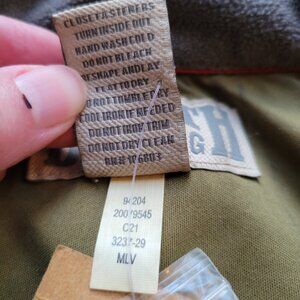 CLOSE FASTENERS
TURN INSIDE OUT
HAND WASH COLD
DO NOT BLEACH
RESHAPE AND LAY
FLAT TO DRY
DO NOT TUMBLE DRY
COOL IRON IF NEEDED
DO NOT IRON TRIM
DO NOT DRY CLEAN
RN#
94204
C21
3237-29
MLV